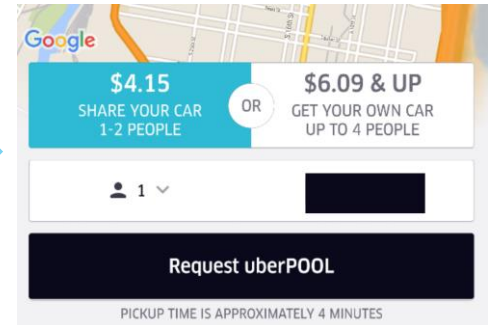 Google
$4.15
SHARE YOUR CAR
1-2 PEOPLE
OR
$6.09 & UP
GET YOUR OWN CAR
UP TO 4 PEOPLE
1
Request uberPOOL
PICKUP TIME IS APPROXIMATELY 4 MINUTES